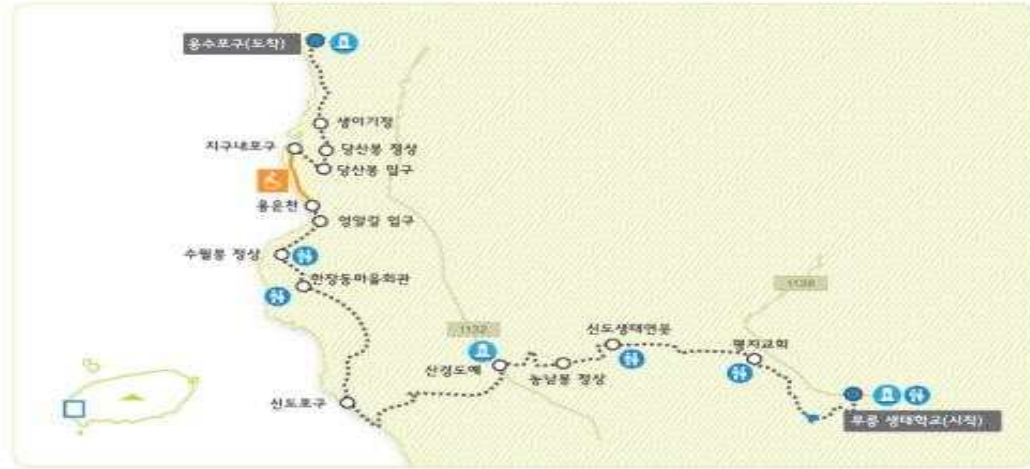 용수포구(도착)
생이기정
지구내포구
당산봉 정상
당산봉 입구
용운천
엉알길 입구
수월봉 정상
한장동마을회관
1138
1132
신도생태연못
평지교회
산경도예
농남봉 정상
신도포구
무릉 생태학교(시작)